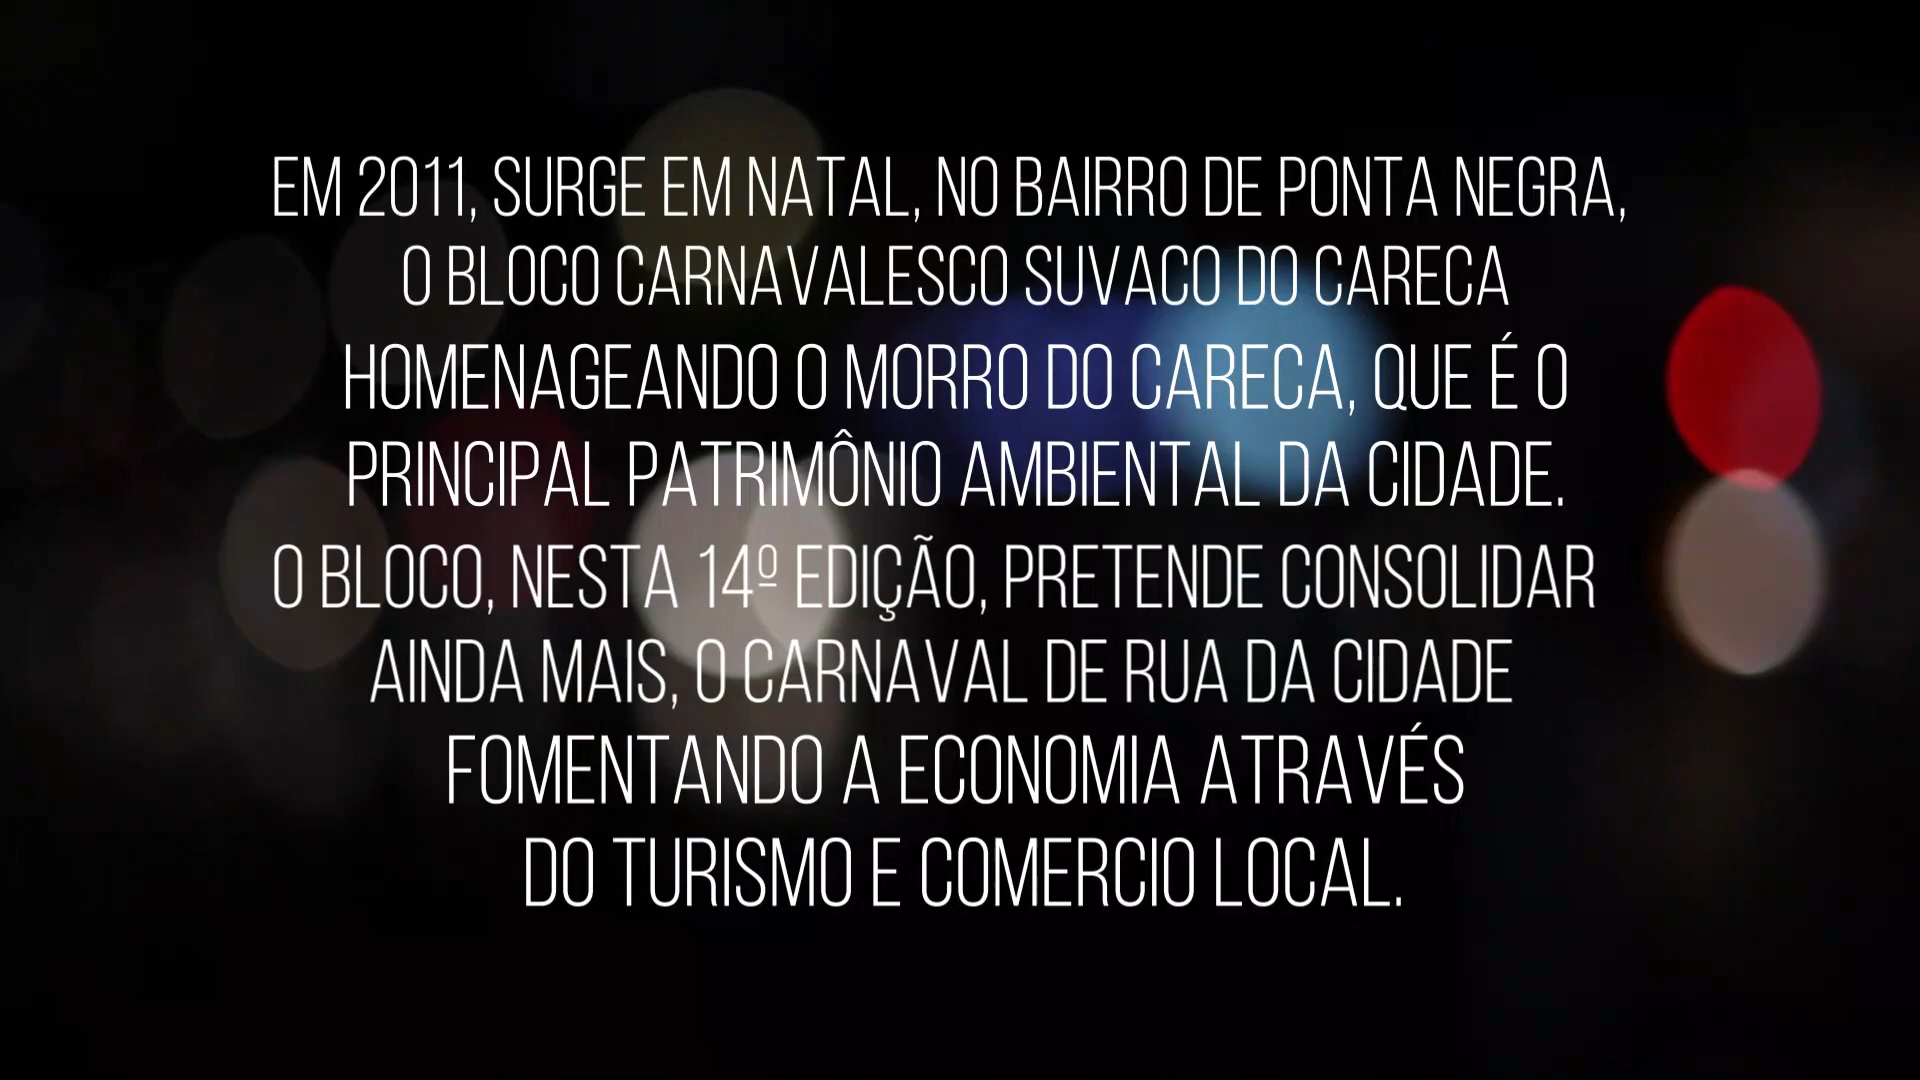 EM 2011, SURGE EM NATAL, NO BAIRRO DE PONTA NEGRA,
O BLOCO CARNAVALESCO SUVACO DO CARECA
HOMENAGEANDO O MORRO DO CARECA, QUE É O
PRINCIPAL PATRIMÔNIO AMBIENTAL DA CIDADE.
O BLOCO, NESTA 14º EDIÇÃO, PRETENDE CONSOLIDAR
AINDA MAIS, O CARNAVAL DE RUA DA CIDADE
FOMENTANDO A ECONOMIA ATRAVÉS
DO TURISMO E COMERCIO LOCAL.